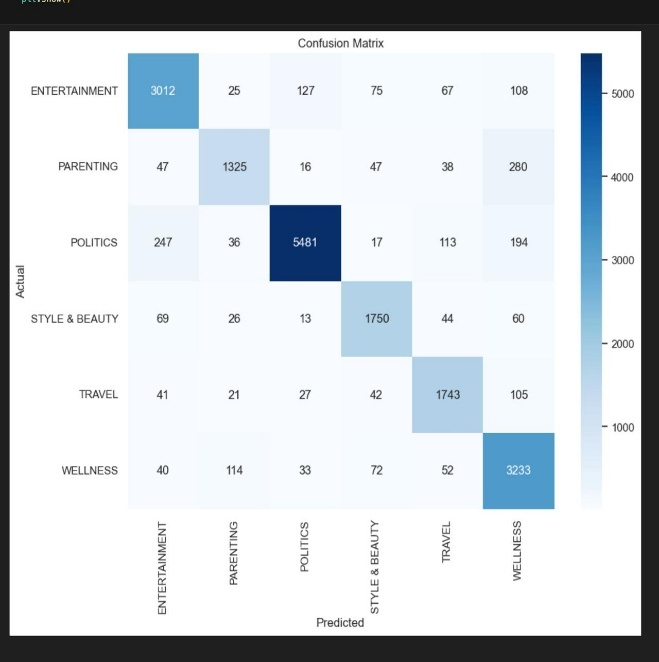 plt.show()
Confusion Matrix
ENTERTAINMENT 3012 25 127 75 67 108
PARENTING 47 1325 16 47 38 280
POLITICS 247 36 5481 17 113 194
STYLE & BEAUTY 69 26 13 1750 44 60
TRAVEL 41 21 27 42 1743 105
WELLNESS 40 114 33 72 52 3233
Actual
ENTERTAINMENT PARENTING POLITICS STYLE & BEAUTY TRAVEL WELLNESS
Predicted
5000
4000
3000
2000
1000